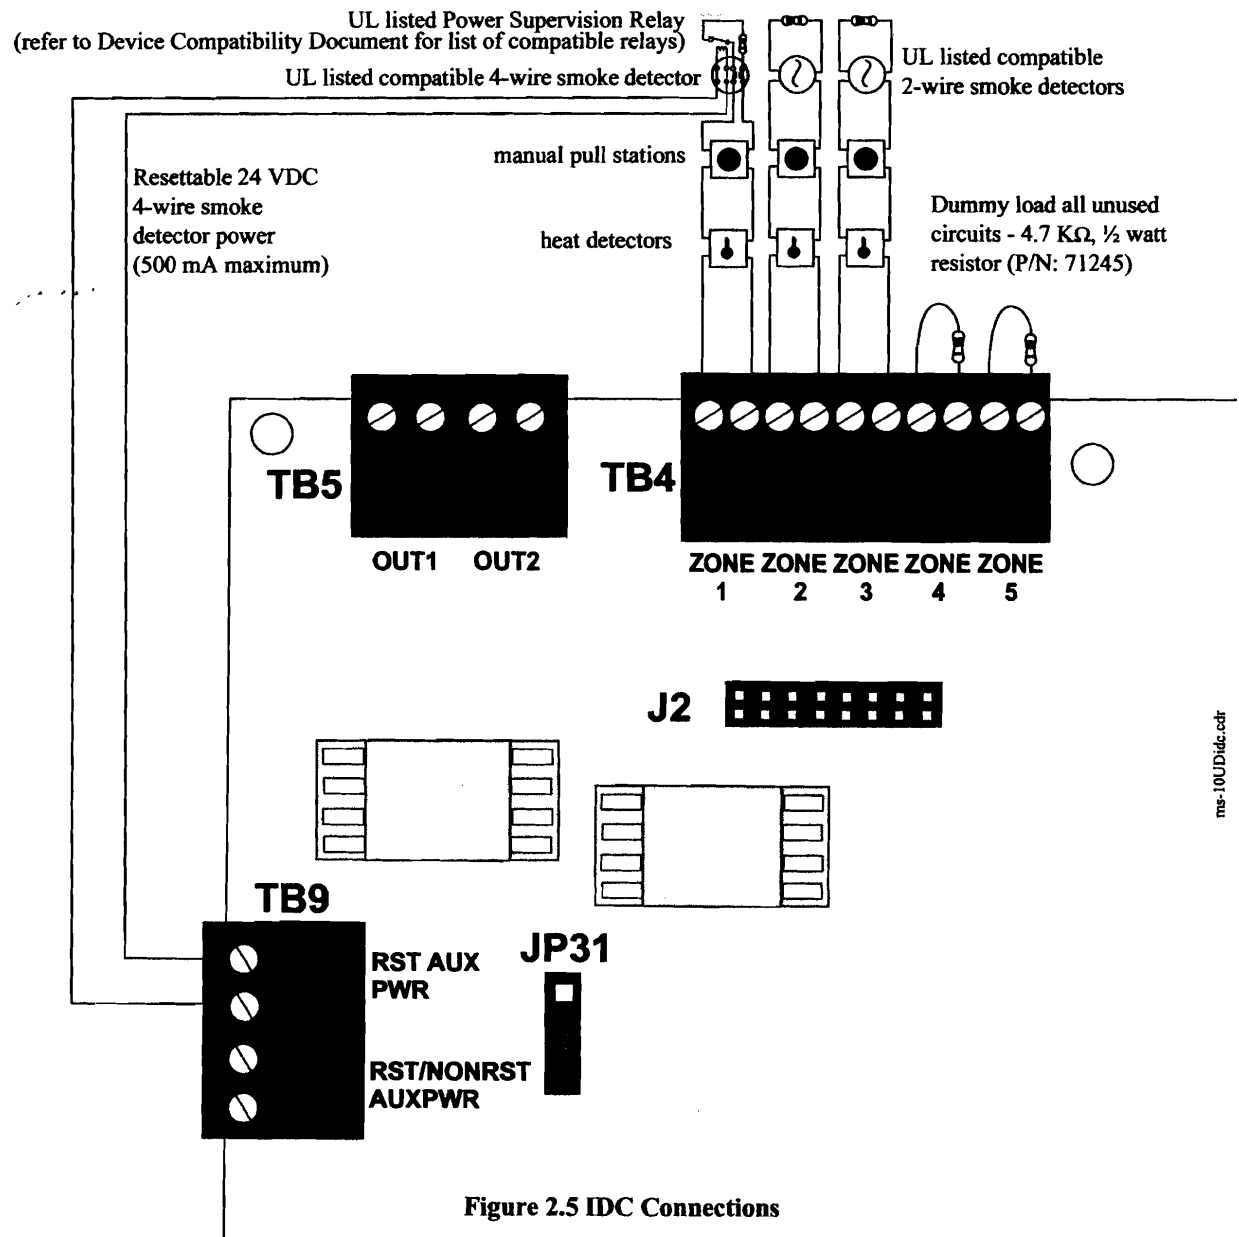 UL listed Power Supervision Relay
(refer to Device Compatibility Document for list of compatible relays)
UL listed compatible 4-wire smoke detector
UL listed compatible
2-wire smoke detectors
manual pull stations
Resettable 24 VDC
4-wire smoke
detector power
(500 mA maximum)
heat detectors
Dummy load all unused
circuits - 4.7 KΩ, ½ watt
resistor (P/N: 71245)
TB5
TB4
OUT1 OUT2
ZONE ZONE ZONE ZONE ZONE
1 2 3 4 5
J2
ms-10UDidc.cdr
TB9
JP31
RST AUX
PWR
RST/NONRST
AUXPWR
Figure 2.5 IDC Connections